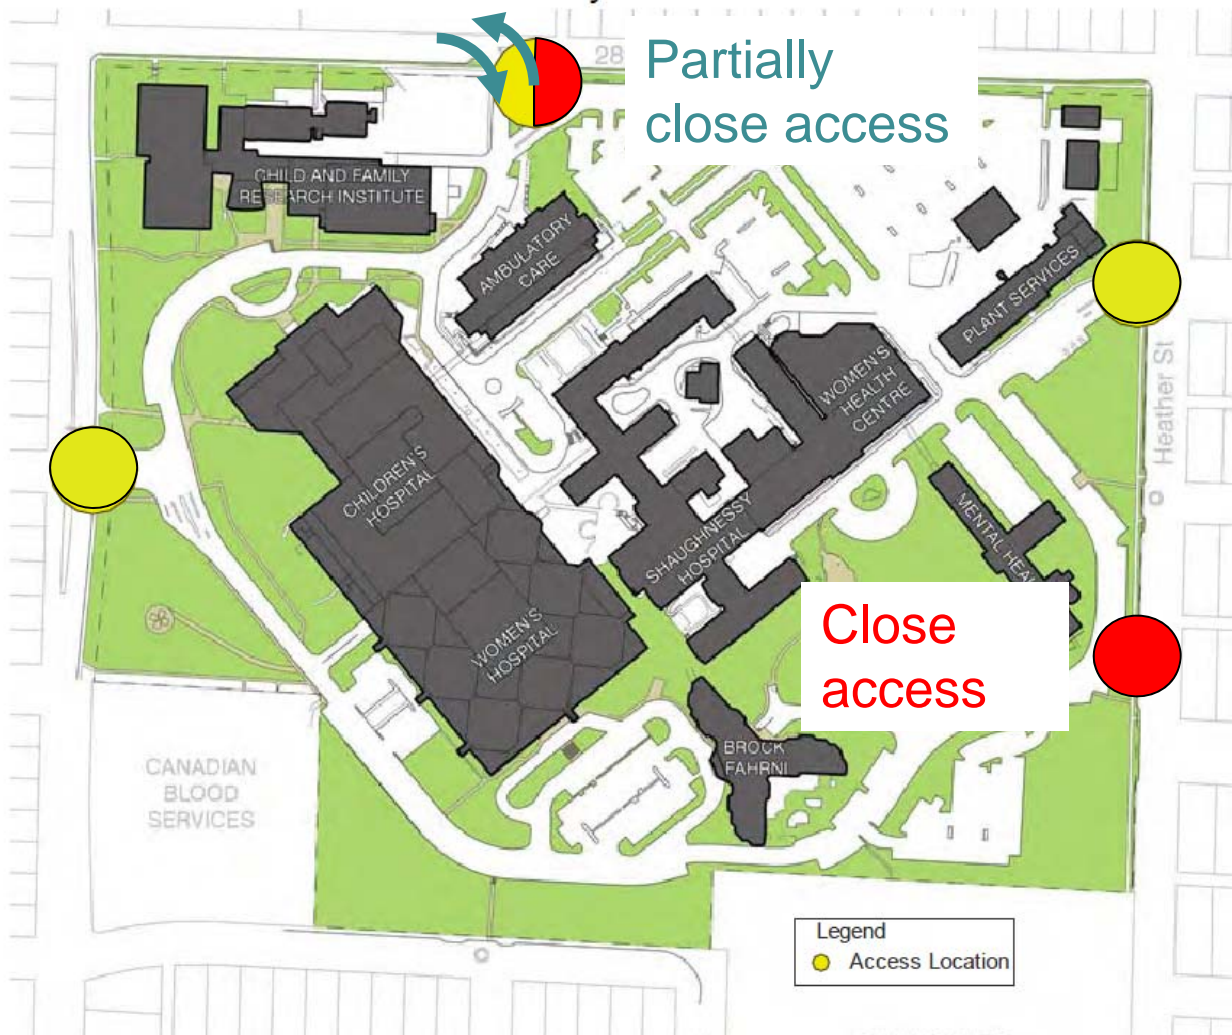 28
Partially
close access
CHILD AND FAMILY
RESEARCH INSTITUTE
AMBULATORY
CARE
PLANT SERVICES
WOMEN'S
HEALTH
CENTRE
Heather St
CHILDREN'S
HOSPITAL
SHAUGHNESSY
HOSPITAL
MENTAL HEA
Close
access
WOMEN'S
HOSPITAL
BROCK
FAHRNI
CANADIAN
BLOOD
SERVICES
Legend
Access Location